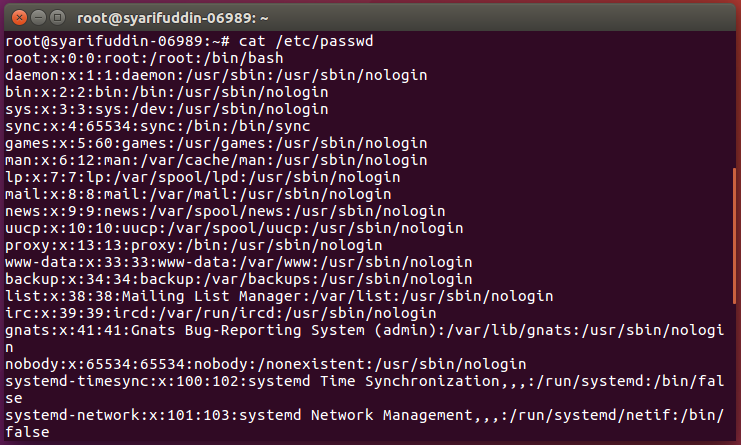 root@syarifuddin-06989: ~
root@syarifuddin-06989:~# cat /etc/passwd
root:x:0:0:root:/root:/bin/bash
daemon:x:1:1:daemon:/usr/sbin:/usr/sbin/nologin
bin:x:2:2:bin:/bin:/usr/sbin/nologin
sys:x:3:3:sys:/dev:/usr/sbin/nologin
sync:x:4:65534:sync:/bin:/bin/sync
games:x:5:60:games:/usr/games:/usr/sbin/nologin
man:x:6:12:man:/var/cache/man:/usr/sbin/nologin
lp:x:7:7:lp:/var/spool/lpd:/usr/sbin/nologin
mail:x:8:8:mail:/var/mail:/usr/sbin/nologin
news:x:9:9:news:/var/spool/news:/usr/sbin/nologin
uucp:x:10:10:uucp:/var/spool/uucp:/usr/sbin/nologin
proxy:x:13:13:proxy:/bin:/usr/sbin/nologin
www-data:x:33:33:www-data:/var/www:/usr/sbin/nologin
backup:x:34:34:backup:/var/backups:/usr/sbin/nologin
list:x:38:38:Mailing List Manager:/var/list:/usr/sbin/nologin
irc:x:39:39:ircd:/var/run/ircd:/usr/sbin/nologin
gnats:x:41:41:Gnats Bug-Reporting System (admin):/var/lib/gnats:/usr/sbin/nologi
n
nobody:x:65534:65534:nobody:/nonexistent:/usr/sbin/nologin
systemd-timesync:x:100:102:systemd Time Synchronization,,,:/run/systemd:/bin/fal
se
systemd-network:x:101:103:systemd Network Management,,,:/run/systemd/netif:/bin/
false